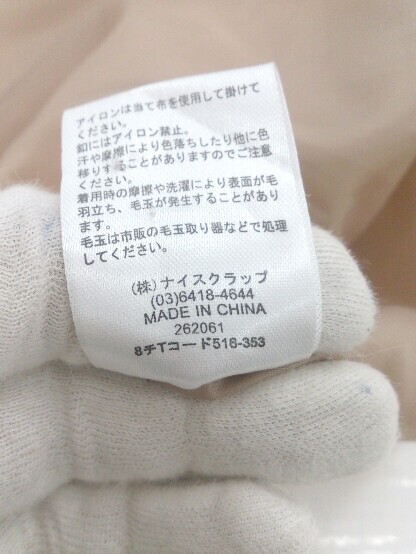 アイロンは当て布を使用して掛けて
ください。
釦にはアイロン禁止。
汗や摩擦により色落ちしたり他に色
移りすることがありますのでご注意
ください。
着用時の摩擦や洗濯により表面が毛
羽立ち、毛玉が発生することがあり
ます。
毛玉は市販の毛玉取り器などで処理
してください。
(株)ナイスクラップ
(03)6418-4644
MADE IN CHINA
262061
8チTコード518-353